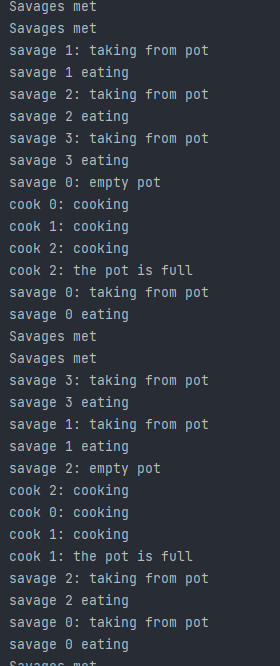 Savages met
Savages met
savage 1: taking from pot
savage 1 eating
savage 2: taking from pot
savage 2 eating
savage 3: taking from pot
savage 3 eating
savage 0: empty pot
cook 0: cooking
cook 1: cooking
cook 2: cooking
cook 2: the pot is full
savage 0: taking from pot
savage 0 eating
Savages met
Savages met
savage 3: taking from pot
savage 3 eating
savage 1: taking from pot
savage 1 eating
savage 2: empty pot
cook 2: cooking
cook 0: cooking
cook 1: cooking
cook 1: the pot is full
savage 2: taking from pot
savage 2 eating
savage 0: taking from pot
savage 0 eating
Savages met